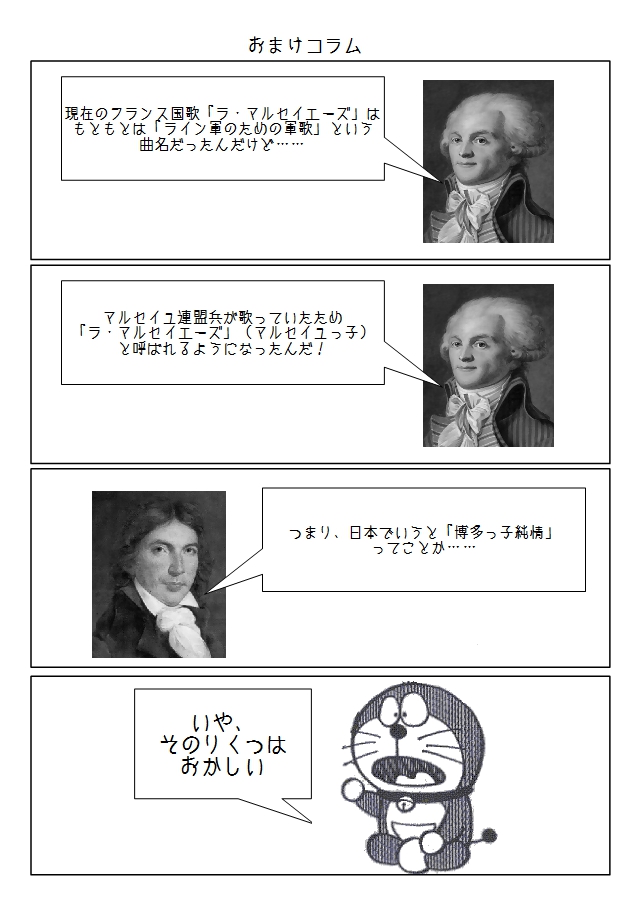 おまけコラム
現在のフランス国歌「ラ・マルセイエーズ」は
もともとは「ライン軍のための軍歌」という
曲名だったんだけど……
マルセイユ連盟兵が歌っていたため
「ラ・マルセイエーズ」（マルセイユっ子）
と呼ばれるようになったんだ！
つまり、日本でいうと「博多っ子純情」
ってことか……
いや、
そのりくつは
おかしい